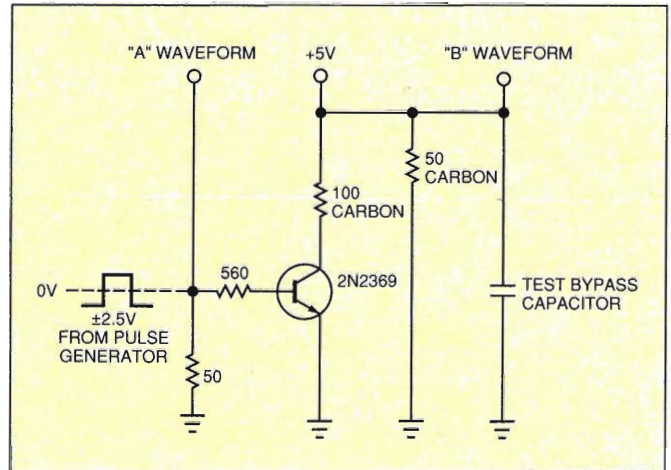 "A" WAVEFORM
+5V
"B" WAVEFORM
50
CARBON
100
CARBON
560
2N2369
0V
±2.5V
FROM PULSE
GENERATOR
TEST BYPASS
CAPACITOR
50